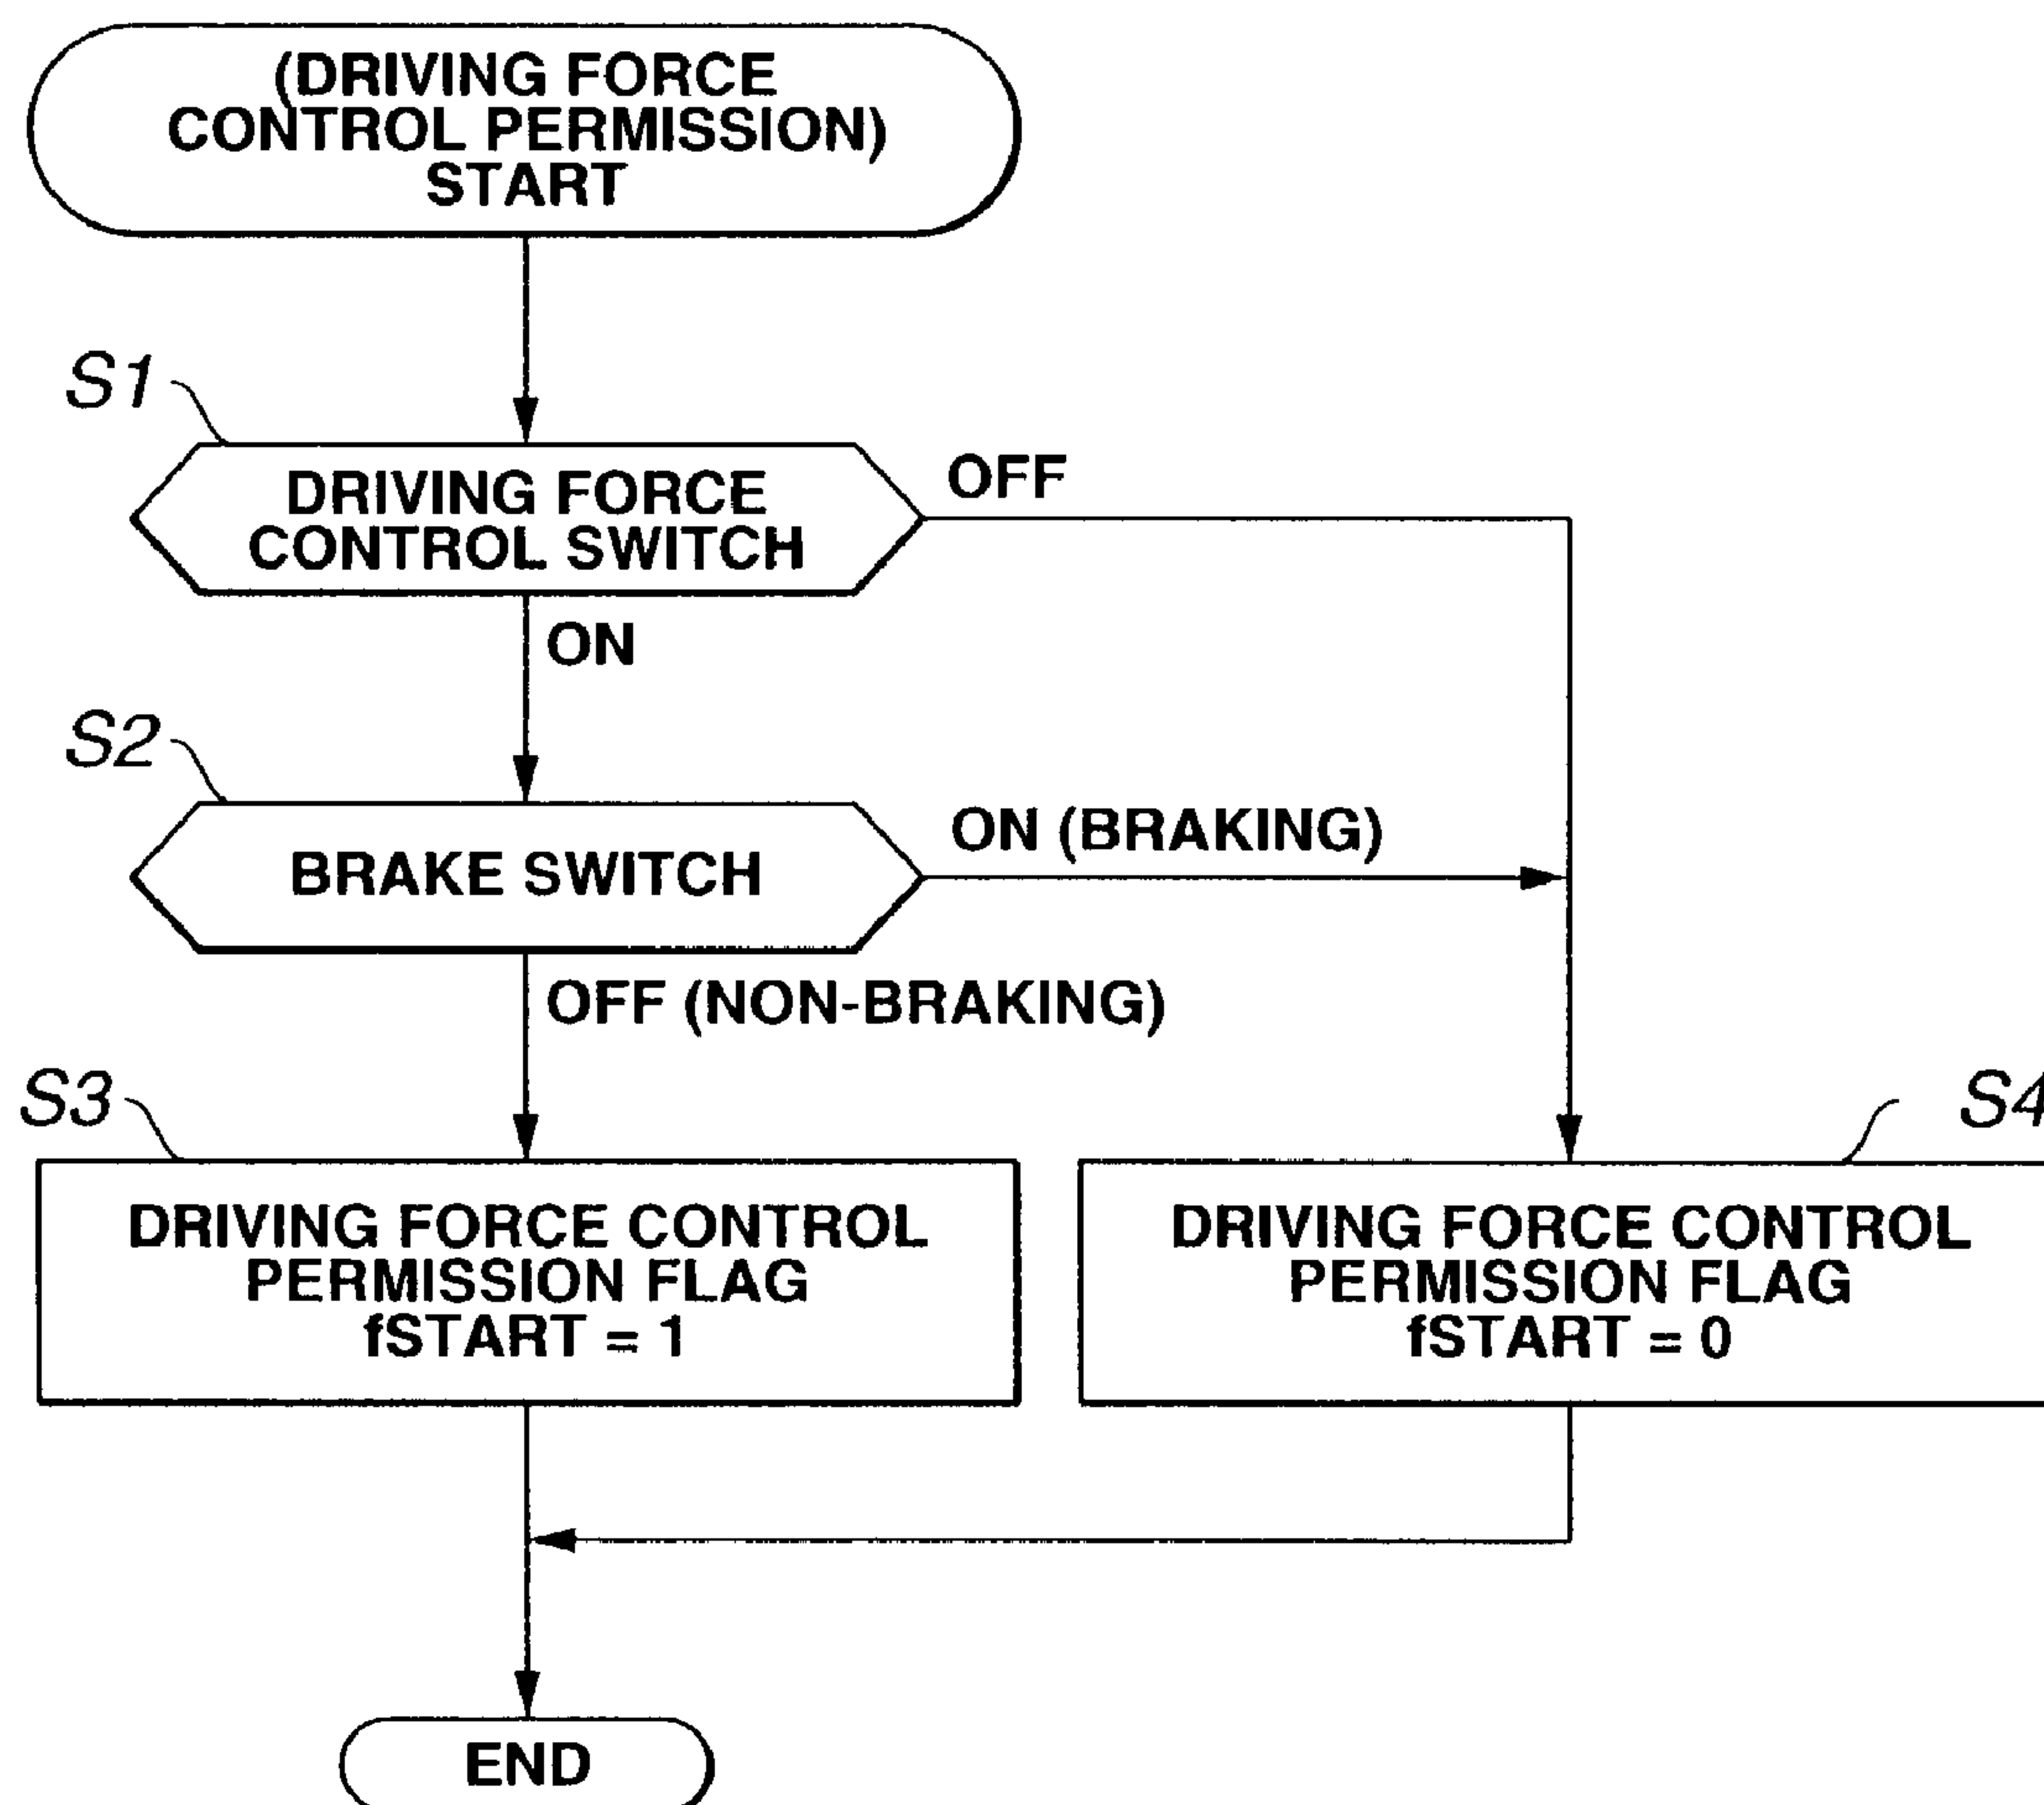 (DRIVING FORCE
CONTROL PERMISSION)
START
S1
DRIVING FORCE
CONTROL SWITCH
OFF
ON
S2
BRAKE SWITCH
ON (BRAKING)
OFF (NON-BRAKING)
S3
S4
DRIVING FORCE CONTROL
PERMISSION FLAG
fSTART = 1
DRIVING FORCE CONTROL
PERMISSION FLAG
fSTART = 0
END